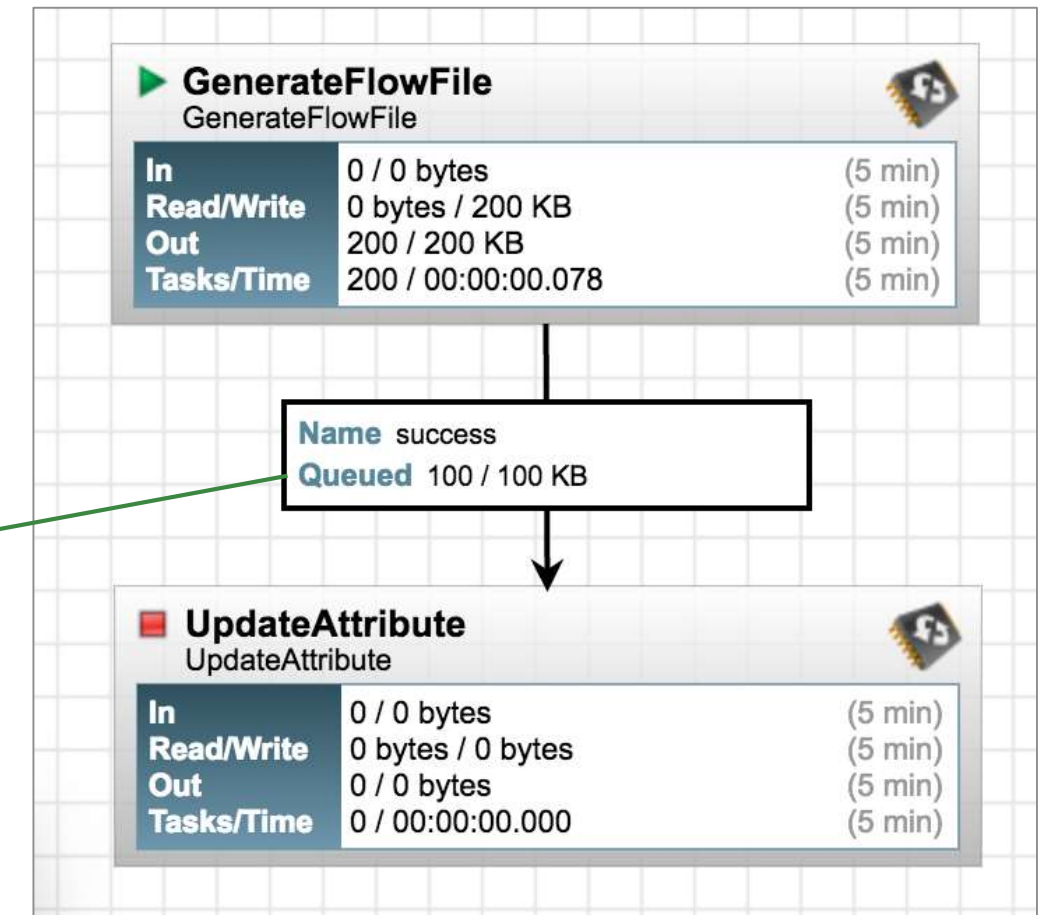 GenerateFlowFile
GenerateFlowFile
In 0 / 0 bytes (5 min)
Read/Write 0 bytes / 200 KB (5 min)
Out 200 / 200 KB (5 min)
Tasks/Time 200 / 00:00:00.078 (5 min)
Name success
Queued 100 / 100 KB
UpdateAttribute
UpdateAttribute
In 0 / 0 bytes (5 min)
Read/Write 0 bytes / 0 bytes (5 min)
Out 0 / 0 bytes (5 min)
Tasks/Time 0 / 00:00:00.000 (5 min)